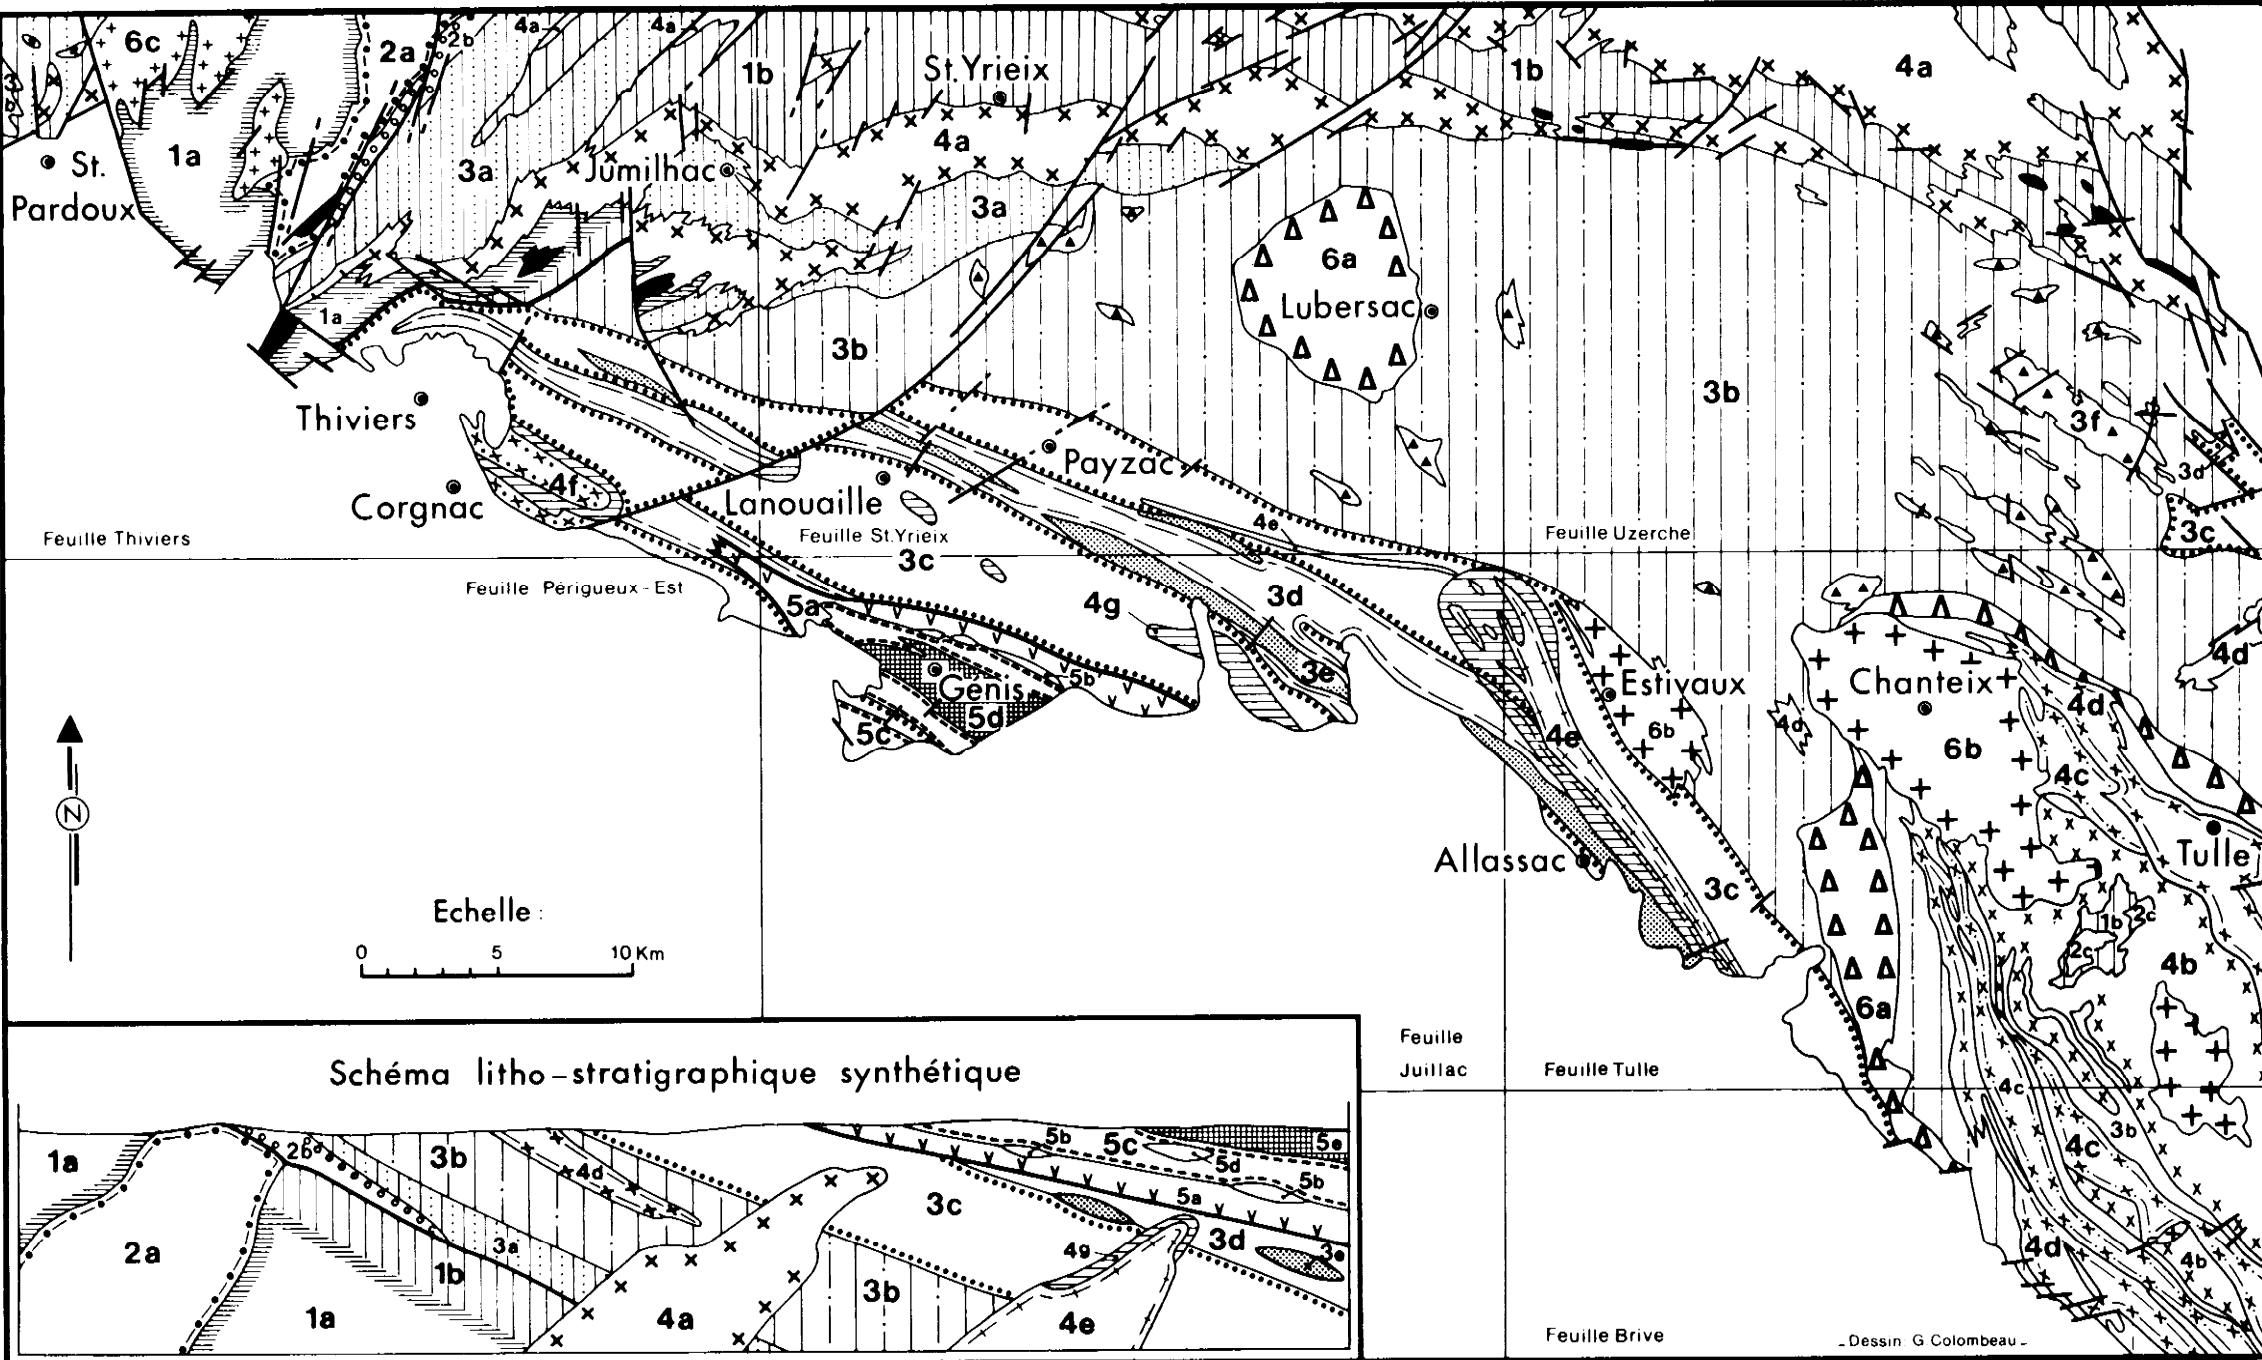 6c
2a
2b
4a
4a
1b
St.Yrieix
1b
4a
1a
St.
Pardoux
3a
Jumilhac
4a
3a
6a
Lubersac
1a
3b
3b
Thiviers
3f
3d
Payzac
Corgnac
4f
Lanouaille
4e
3c
Feuille Thiviers
Feuille St.Yrieix
Feuille Uzerche
3c
Feuille Périgueux-Est
5a
4g
3d
Génis
5b
3e
5d
5c
Estivaux
6b
4d
Chanteix
4d
4d
6b
4c
4e
Tulle
Allassac
3c
1b
2c
2c
4b
Echelle :
0 5 10 Km
N
6a
Feuille
Juillac
Feuille Tulle
4c
3b
4c
4d
4b
Feuille Brive
Dessin: G.Colombeau
Schéma litho-stratigraphique synthétique
1a
2b
3b
4d
5b
5c
5e
5d
5b
5a
3c
2a
3a
1b
4g
3d
3e
1a
4a
3b
4e